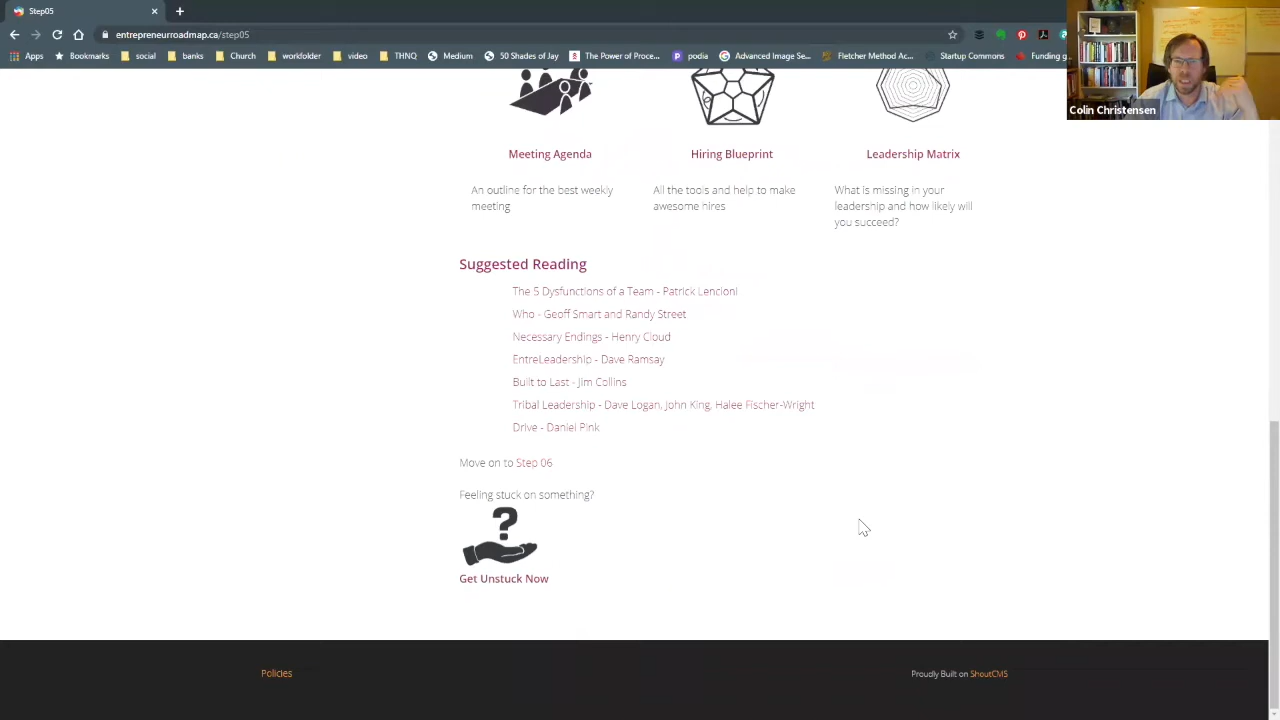 Step05
entrepreneurroadmap.ca/step05
Apps
Bookmarks
social
banks
workfolder
video
THNQ
Medium
50 Shades of Jay
The Power of Proce...
podia
Advanced Image Se...
Fletcher Method Ac...
Startup Commons
Funding g
Colin Christensen
Meeting Agenda
Hiring Blueprint
Leadership Matrix
An outline for the best weekly
meeting
All the tools and help to make
awesome hires
What is missing in your
leadership and how likely will
you succeed?
Suggested Reading
The 5 Dysfunctions of a Team - Patrick Lencioni
Who - Geoff Smart and Randy Street
Necessary Endings - Henry Cloud
EntreLeadership - Dave Ramsay
Built to Last - Jim Collins
Tribal Leadership - Dave Logan, John King, Halee Fischer-Wright
Drive - Daniel Pink
Move on to Step 06
Feeling stuck on something?
?
Get Unstuck Now
Policies
Proudly Built on ShoutCMS